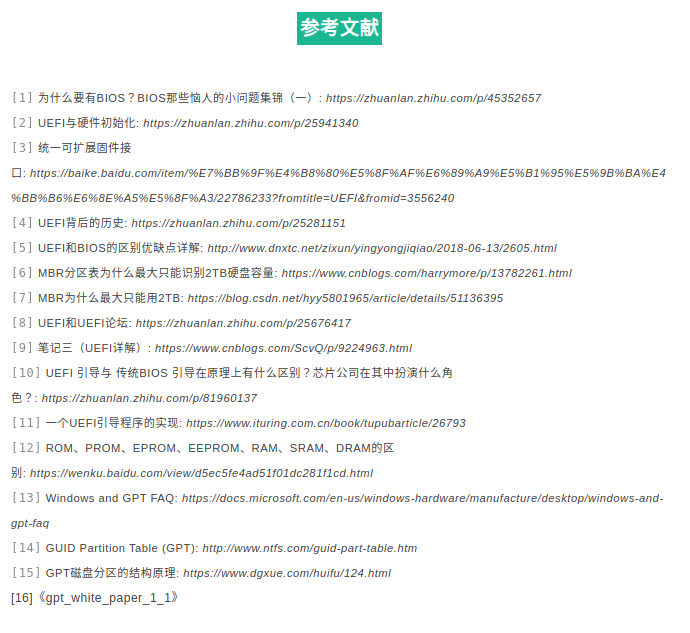 参考文献
[1] 为什么要有BIOS？BIOS那些恼人的小问题集锦（一）: https://zhuanlan.zhihu.com/p/45352657
[2] UEFI与硬件初始化: https://zhuanlan.zhihu.com/p/25941340
[3] 统一可扩展固件接
口: https://baike.baidu.com/item/%E7%BB%9F%E4%B8%80%E5%8F%AF%E6%89%A9%E5%B1%95%E5%9B%BA%E4
%BB%B6%E6%8E%A5%E5%8F%A3/22786233?fromtitle=UEFI&fromid=3556240
[4] UEFI背后的历史: https://zhuanlan.zhihu.com/p/25281151
[5] UEFI和BIOS的区别优缺点详解: http://www.dnxtc.net/zixun/yingyongjiqiao/2018-06-13/2605.html
[6] MBR分区表为什么最大只能识别2TB硬盘容量: https://www.cnblogs.com/harrymore/p/13782261.html
[7] MBR为什么最大只能用2TB: https://blog.csdn.net/hyy5801965/article/details/51136395
[8] UEFI和UEFI论坛: https://zhuanlan.zhihu.com/p/25676417
[9] 笔记三（UEFI详解）: https://www.cnblogs.com/ScvQ/p/9224963.html
[10] UEFI 引导与 传统BIOS 引导在原理上有什么区别？芯片公司在其中扮演什么角
色？: https://zhuanlan.zhihu.com/p/81960137
[11] 一个UEFI引导程序的实现: https://www.ituring.com.cn/book/tupubarticle/26793
[12] ROM、PROM、EPROM、EEPROM、RAM、SRAM、DRAM的区
别: https://wenku.baidu.com/view/d5ec5fe4ad51f01dc281f1cd.html
[13] Windows and GPT FAQ: https://docs.microsoft.com/en-us/windows-hardware/manufacture/desktop/windows-and-
gpt-faq
[14] GUID Partition Table (GPT): http://www.ntfs.com/guid-part-table.htm
[15] GPT磁盘分区的结构原理: https://www.dgxue.com/huifu/124.html
[16]《gpt_white_paper_1_1》